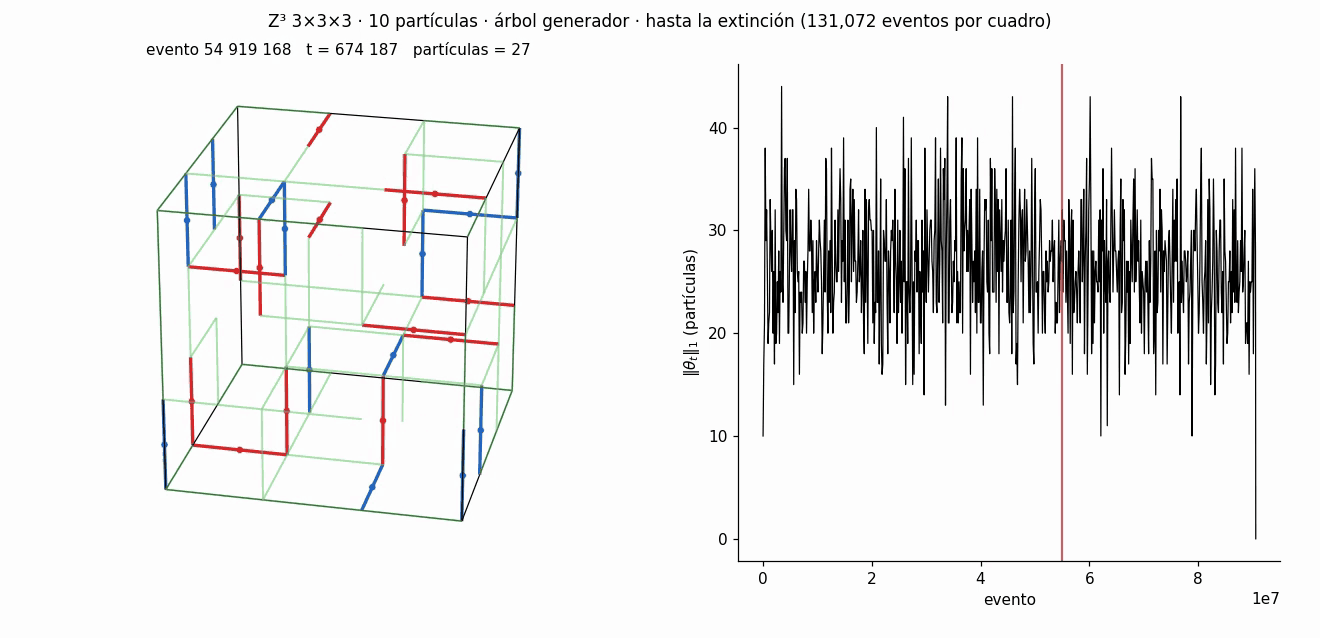 Z³ 3×3×3 · 10 partículas · árbol generador · hasta la extinción (131,072 eventos por cuadro)
evento 54 919 168   t = 674 187   partículas = 27
‖θₜ‖₁ (partículas)
40
30
20
10
0
0 2 4 6 8
evento
1e7